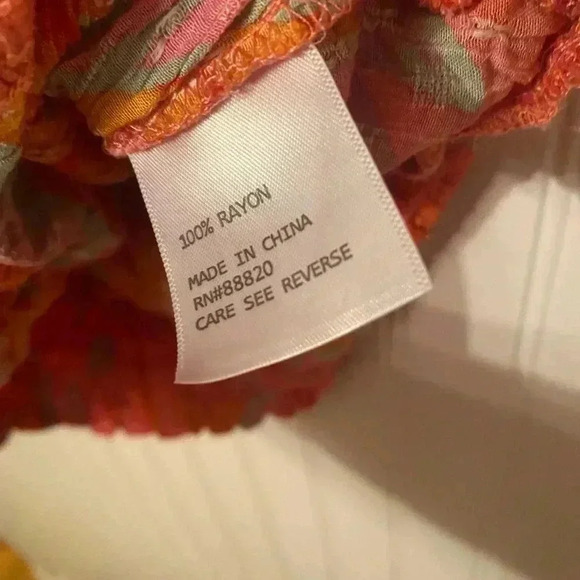 100% RAYON
MADE IN CHINA
RN#88820
CARE SEE REVERSE